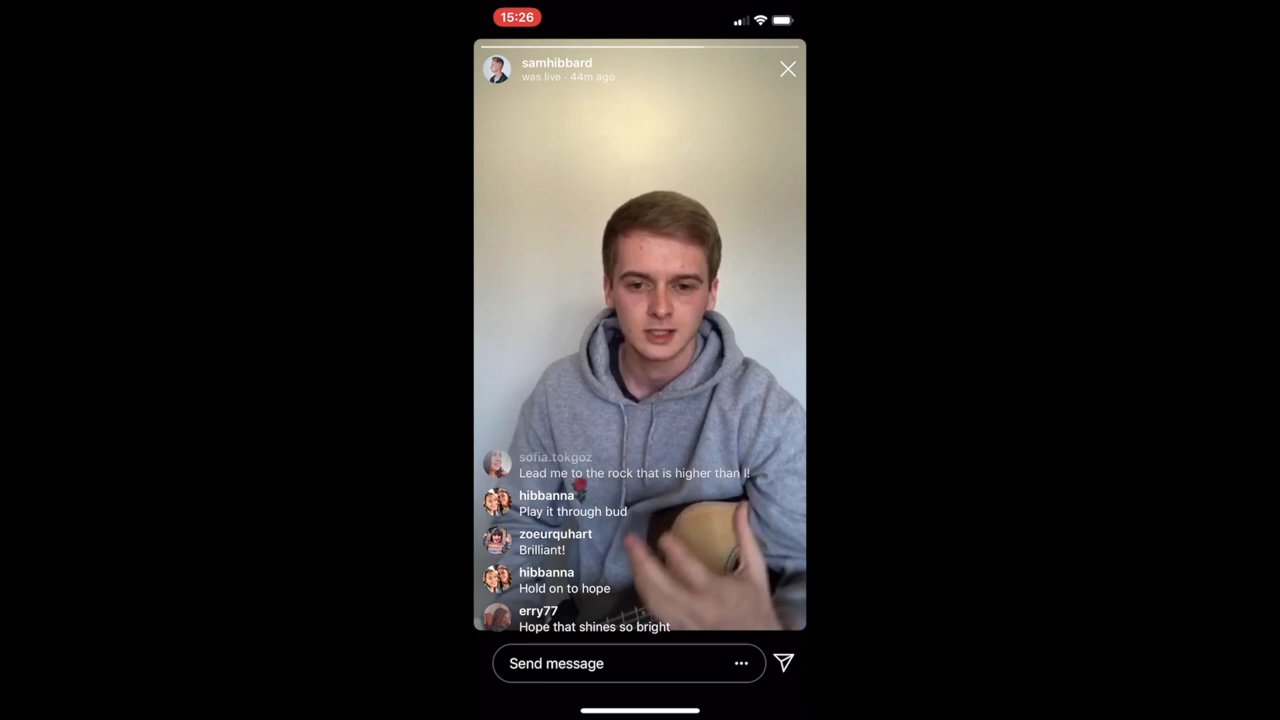 15:26
samhibbard
was live · 44m ago
sofia.tokgoz
Lead me to the rock that is higher than I!
hibbanna
Play it through bud
zoeurquhart
Brilliant!
hibbanna
Hold on to hope
erry77
Hope that shines so bright
Send message